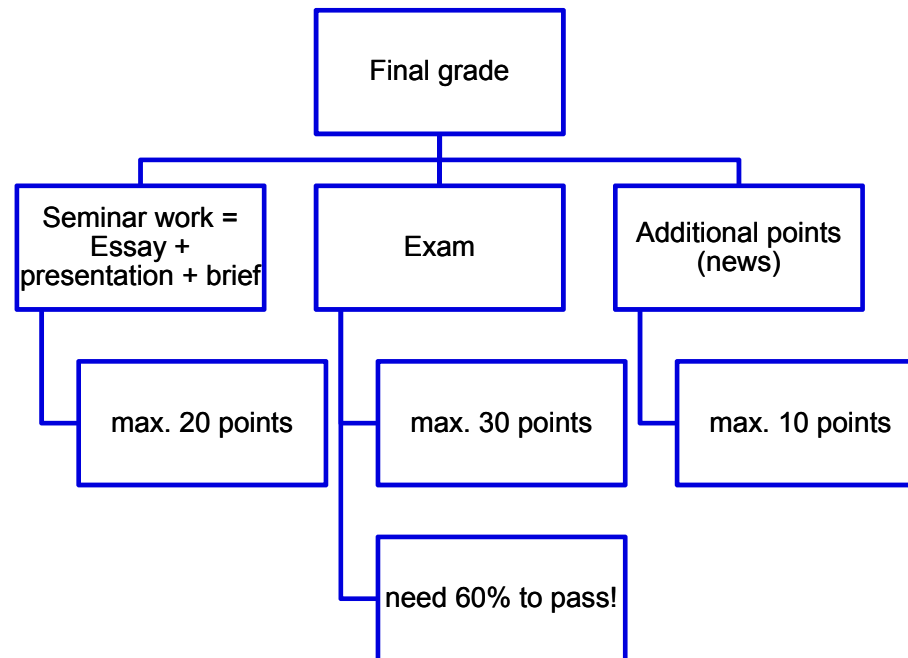 Final grade
Seminar work =
Essay +
presentation + brief
Exam
Additional points
(news)
max. 20 points
max. 30 points
max. 10 points
need 60% to pass!